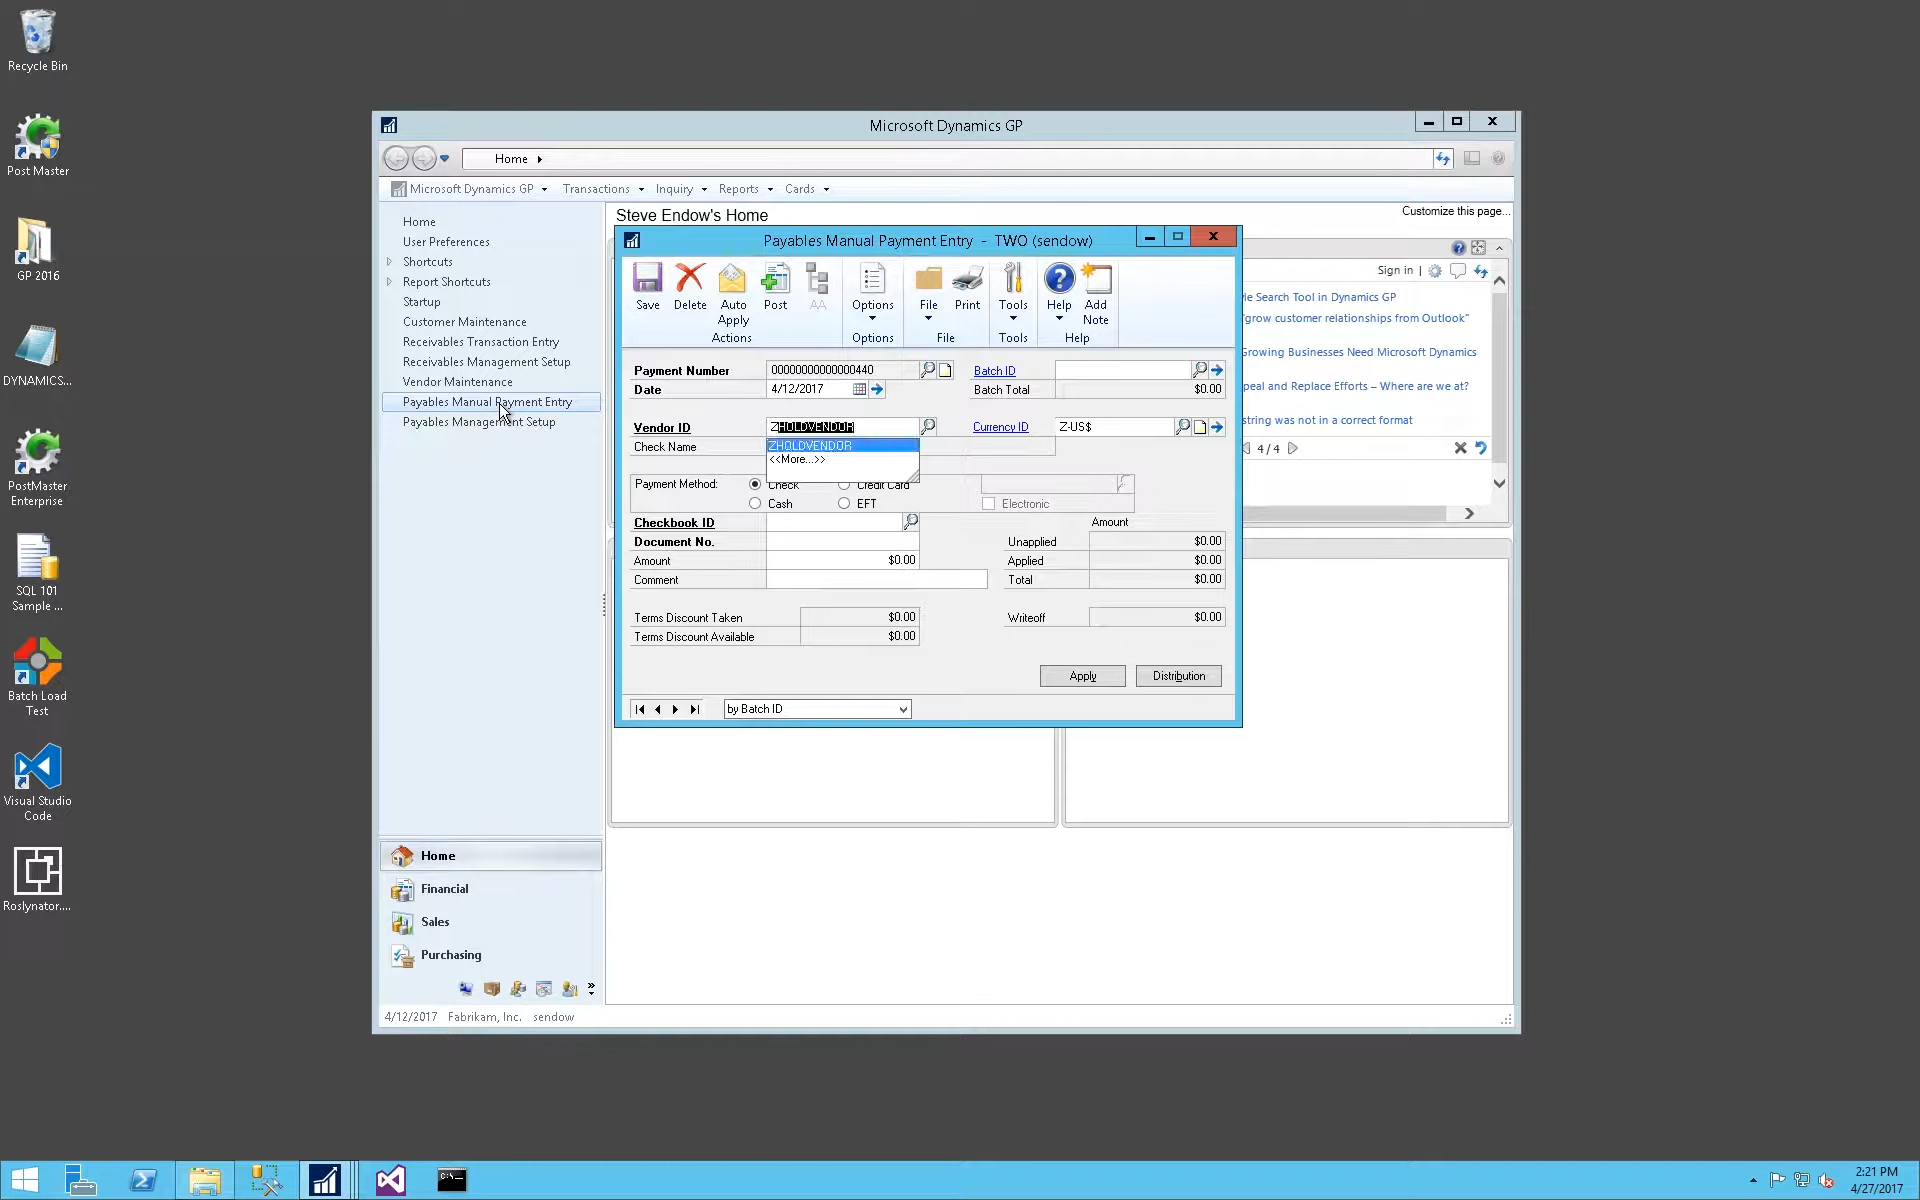 Recycle Bin
Post Master
GP 2016
DYNAMICS...
PostMaster
Enterprise
SQL 101
Sample ...
Batch Load
Test
Visual Studio
Code
Roslynator....
Microsoft Dynamics GP
Home
Microsoft Dynamics GP Transactions Inquiry Reports Cards
Home
User Preferences
Shortcuts
Report Shortcuts
Startup
Customer Maintenance
Receivables Transaction Entry
Receivables Management Setup
Vendor Maintenance
Payables Manual Payment Entry
Payables Management Setup
Home
Financial
Sales
Purchasing
4/12/2017 Fabrikam, Inc. sendow
Steve Endow's Home
Customize this page...
Sign in |
le Search Tool in Dynamics GP
"grow customer relationships from Outlook"
Growing Businesses Need Microsoft Dynamics
peal and Replace Efforts – Where are we at?
string was not in a correct format
4 / 4
Payables Manual Payment Entry - TWO (sendow)
Save Delete Auto Apply Post AA Options File Print Tools Help Add Note
Actions Options File Tools Help
Payment Number 00000000000000440 Batch ID
Date 4/12/2017 Batch Total $0.00
Vendor ID ZHOLDVENDOR Currency ID Z-US$
Check Name ZHOLDVENDOR
<<More...>>
Payment Method: Check Credit Card
Cash EFT Electronic
Checkbook ID Amount
Document No. Unapplied $0.00
Amount $0.00 Applied $0.00
Comment Total $0.00
Terms Discount Taken $0.00 Writeoff $0.00
Terms Discount Available $0.00
Apply Distribution
by Batch ID
C:\_
2:21 PM
4/27/2017